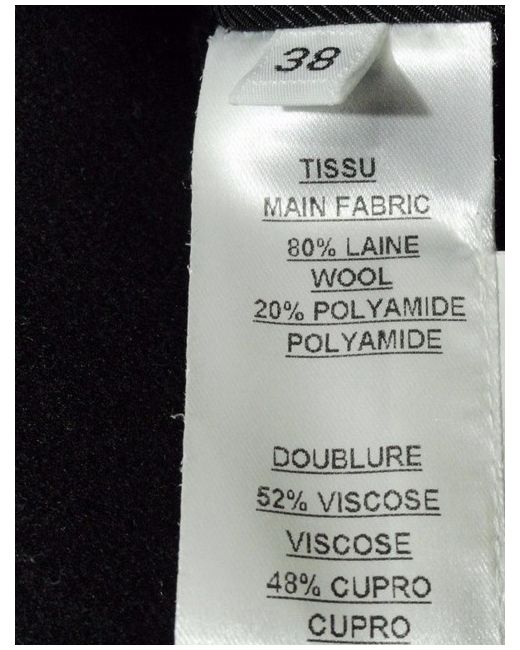 38
TISSU
MAIN FABRIC
80% LAINE
WOOL
20% POLYAMIDE
POLYAMIDE
DOUBLURE
52% VISCOSE
VISCOSE
48% CUPRO
CUPRO